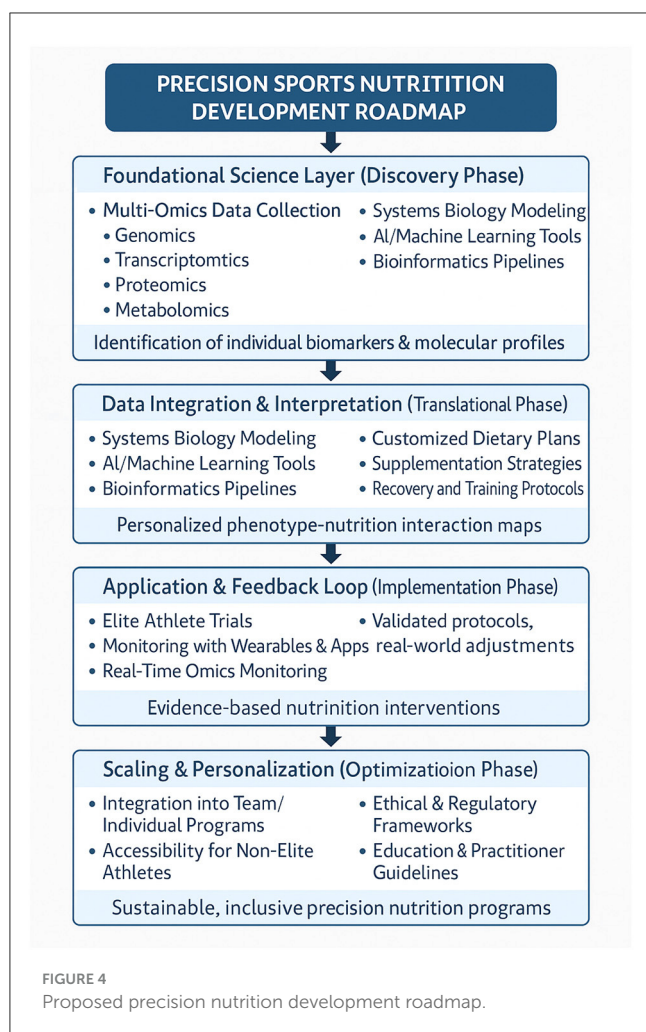 PRECISION SPORTS NUTRITITION
DEVELOPMENT ROADMAP
Foundational Science Layer (Discovery Phase)
• Multi-Omics Data Collection
• Genomics
• Transcriptomtics
• Proteomics
• Metabolomics
• Systems Biology Modeling
• AI/Machine Learning Tools
• Bioinformatics Pipelines
Identification of individual biomarkers & molecular profiles
Data Integration & Interpretation (Translational Phase)
• Systems Biology Modeling
• AI/Machine Learning Tools
• Bioinformatics Pipelines
• Customized Dietary Plans
• Supplementation Strategies
• Recovery and Training Protocols
Personalized phenotype-nutrition interaction maps
Application & Feedback Loop (Implementation Phase)
• Elite Athlete Trials
• Monitoring with Wearables & Apps
• Real-Time Omics Monitoring
• Validated protocols,
real-world adjustments
Evidence-based nutrinition interventions
Scaling & Personalization (Optimizatioion Phase)
• Integration into Team/
Individual Programs
• Accessibility for Non-Elite
Athletes
• Ethical & Regulatory
Frameworks
• Education & Practitioner
Guidelines
Sustainable, inclusive precision nutrition programs
FIGURE 4
Proposed precision nutrition development roadmap.